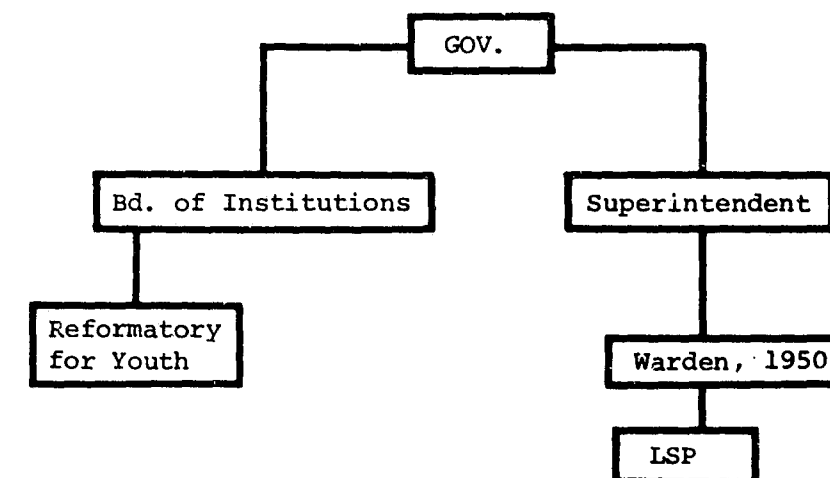 GOV.
Bd. of Institutions
Superintendent
Reformatory
for Youth
Warden, 1950
LSP